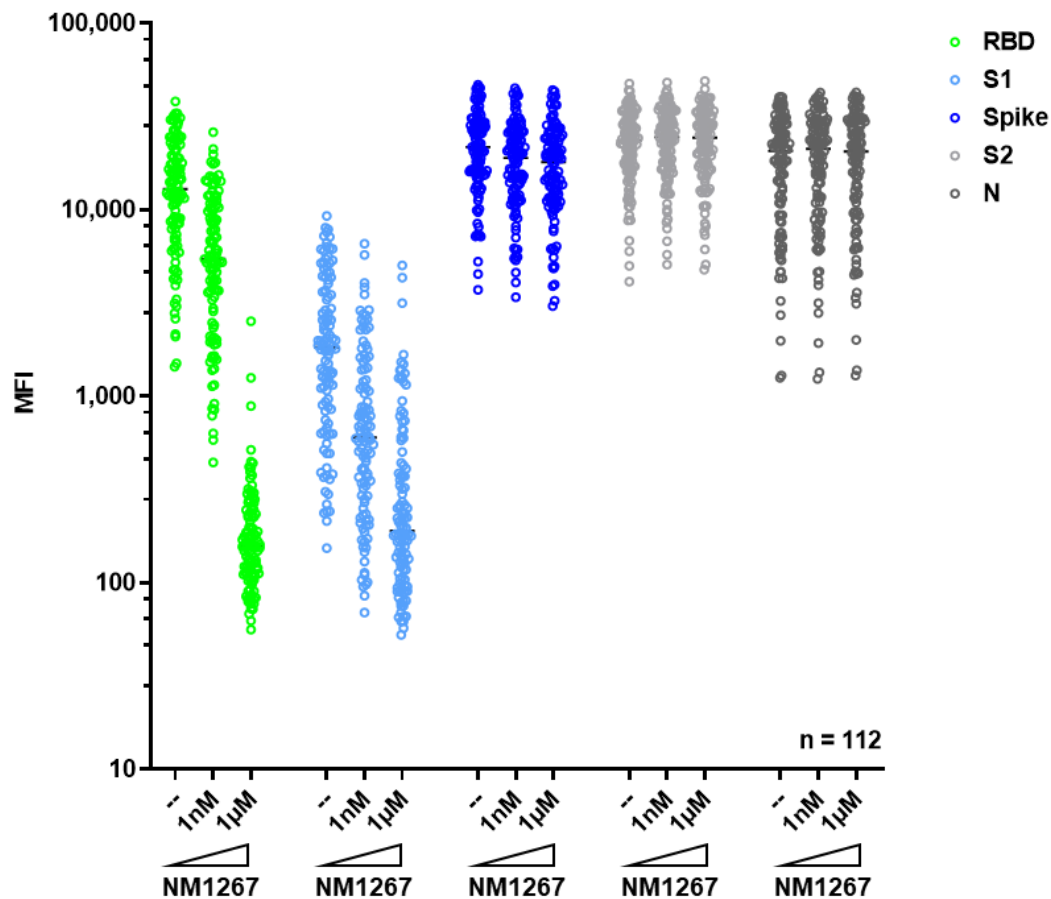 100,000
10,000
1,000
100
10
MFI
RBD
S1
Spike
S2
N
n = 112
-- 1nM 1µM -- 1nM 1µM -- 1nM 1µM -- 1nM 1µM -- 1nM 1µM
NM1267 NM1267 NM1267 NM1267 NM1267